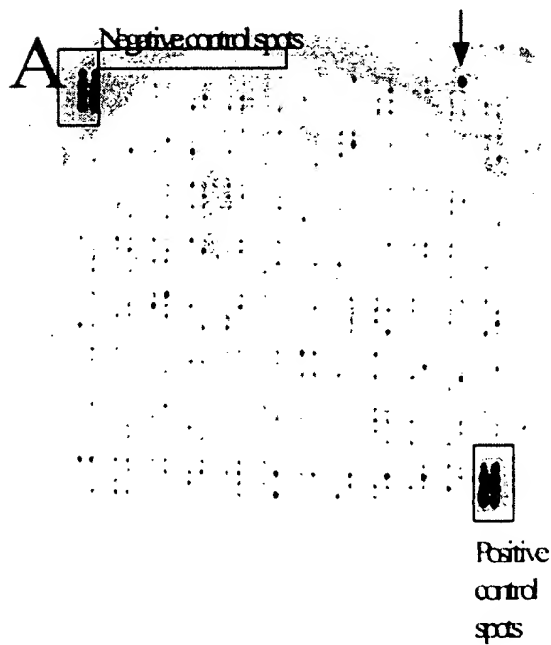 A
Negative control spots
Positive
control
spots